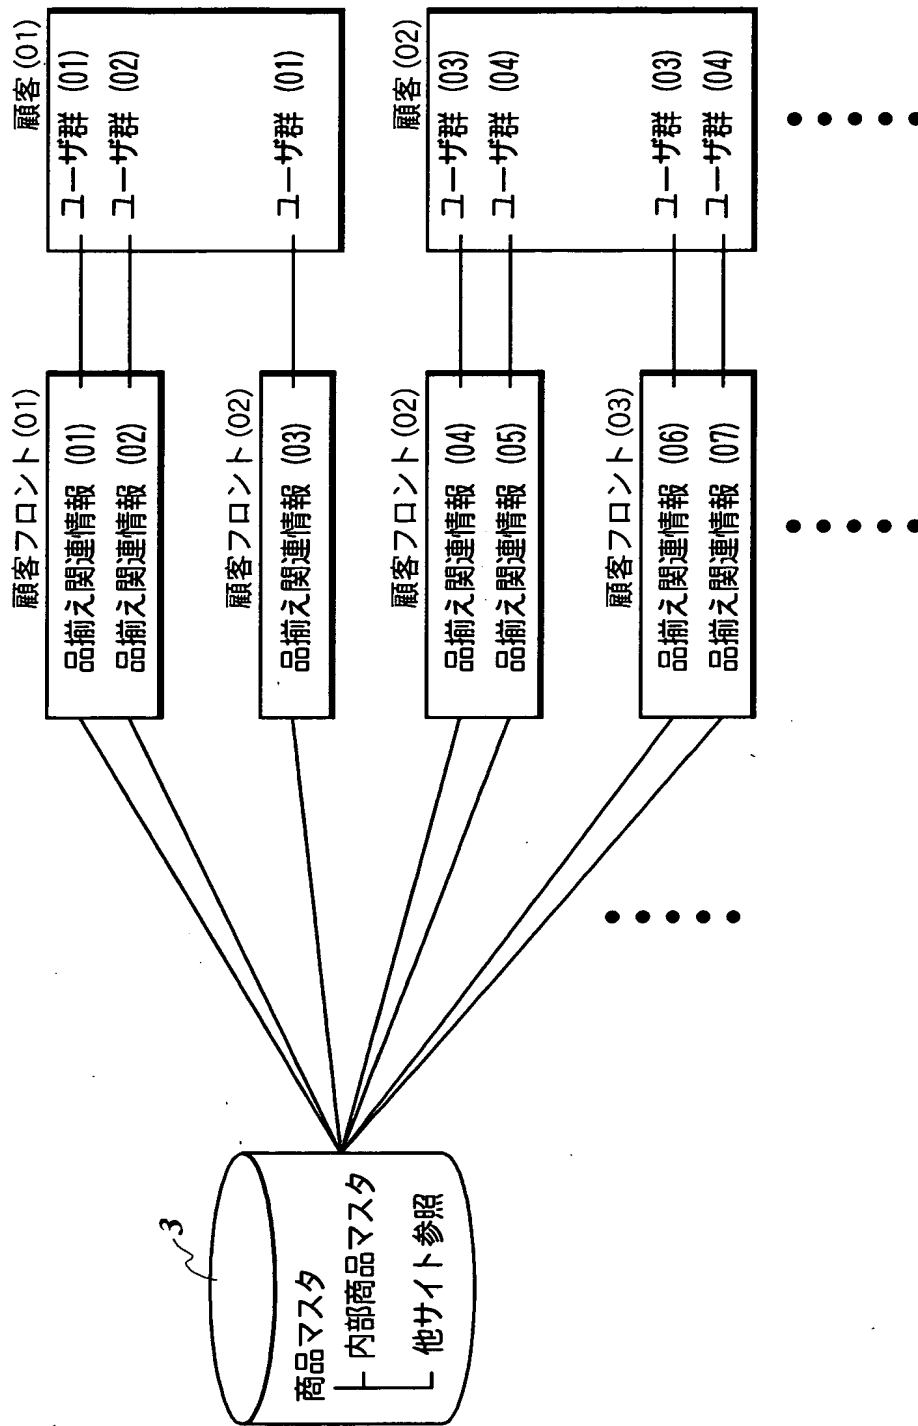 3
商品マスタ
内部商品マスタ
他サイト参照
顧客フロント(01)
品揃え関連情報 (01)
品揃え関連情報 (02)
顧客フロント(02)
品揃え関連情報 (03)
顧客フロント(02)
品揃え関連情報 (04)
品揃え関連情報 (05)
顧客フロント(03)
品揃え関連情報 (06)
品揃え関連情報 (07)
顧客(01)
ユーザ群 (01)
ユーザ群 (02)
ユーザ群 (01)
顧客(02)
ユーザ群 (03)
ユーザ群 (04)
ユーザ群 (03)
ユーザ群 (04)